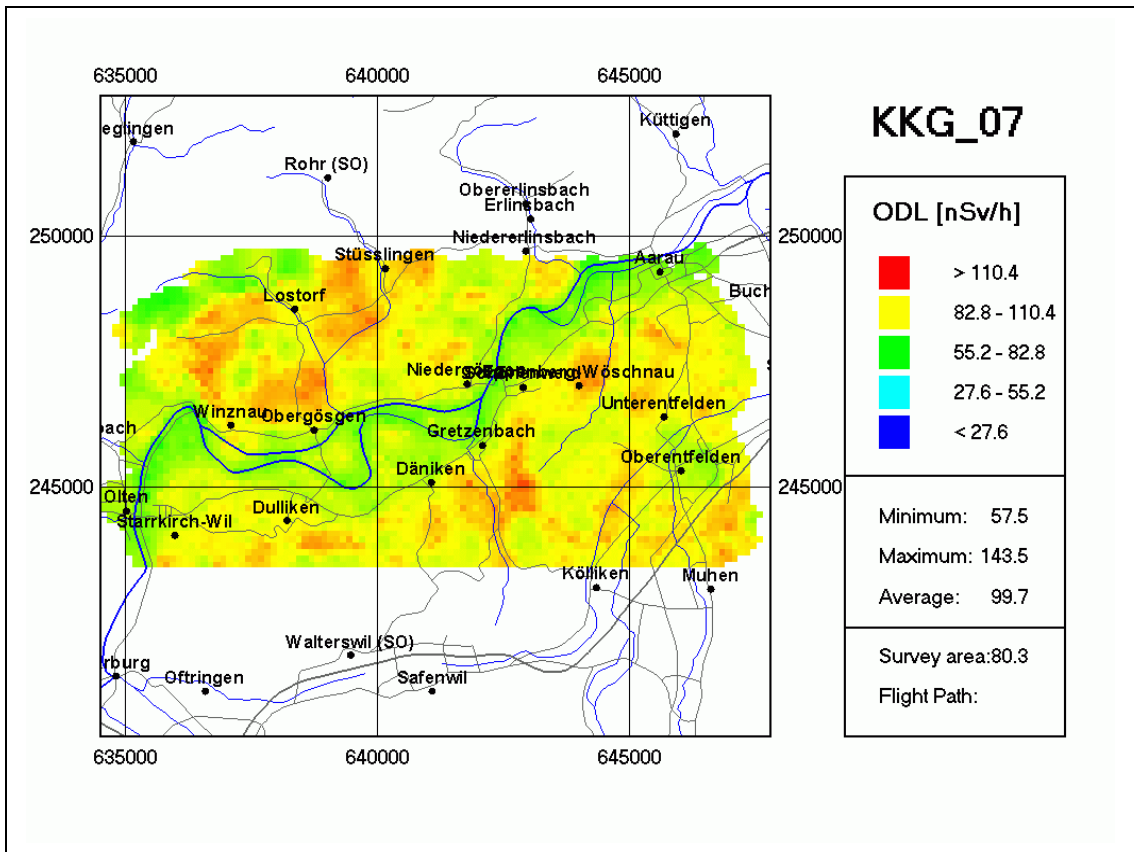 635000 640000 645000
KKG_07
Küttigen
eglingen
Rohr (SO)
Obererlinsbach
Erlinsbach
ODL [nSv/h]
250000 Niedererlinsbach 250000
Stüsslingen
Aarau
> 110.4
Buch
Lostorf
82.8 - 110.4
55.2 - 82.8
Wöschnau
27.6 - 55.2
Unterentfelden
Winznau
Obergösgen
bach
Gretzenbach
< 27.6
Oberentfelden
Däniken
245000 245000
Olten
Dulliken
Starrkirch-Wil
Minimum: 57.5
Maximum: 143.5
Kölliken
Muhen
Average: 99.7
Walterswil (SO)
Survey area:80.3
rburg
Oftringen
Safenwil
Flight Path:
635000 640000 645000